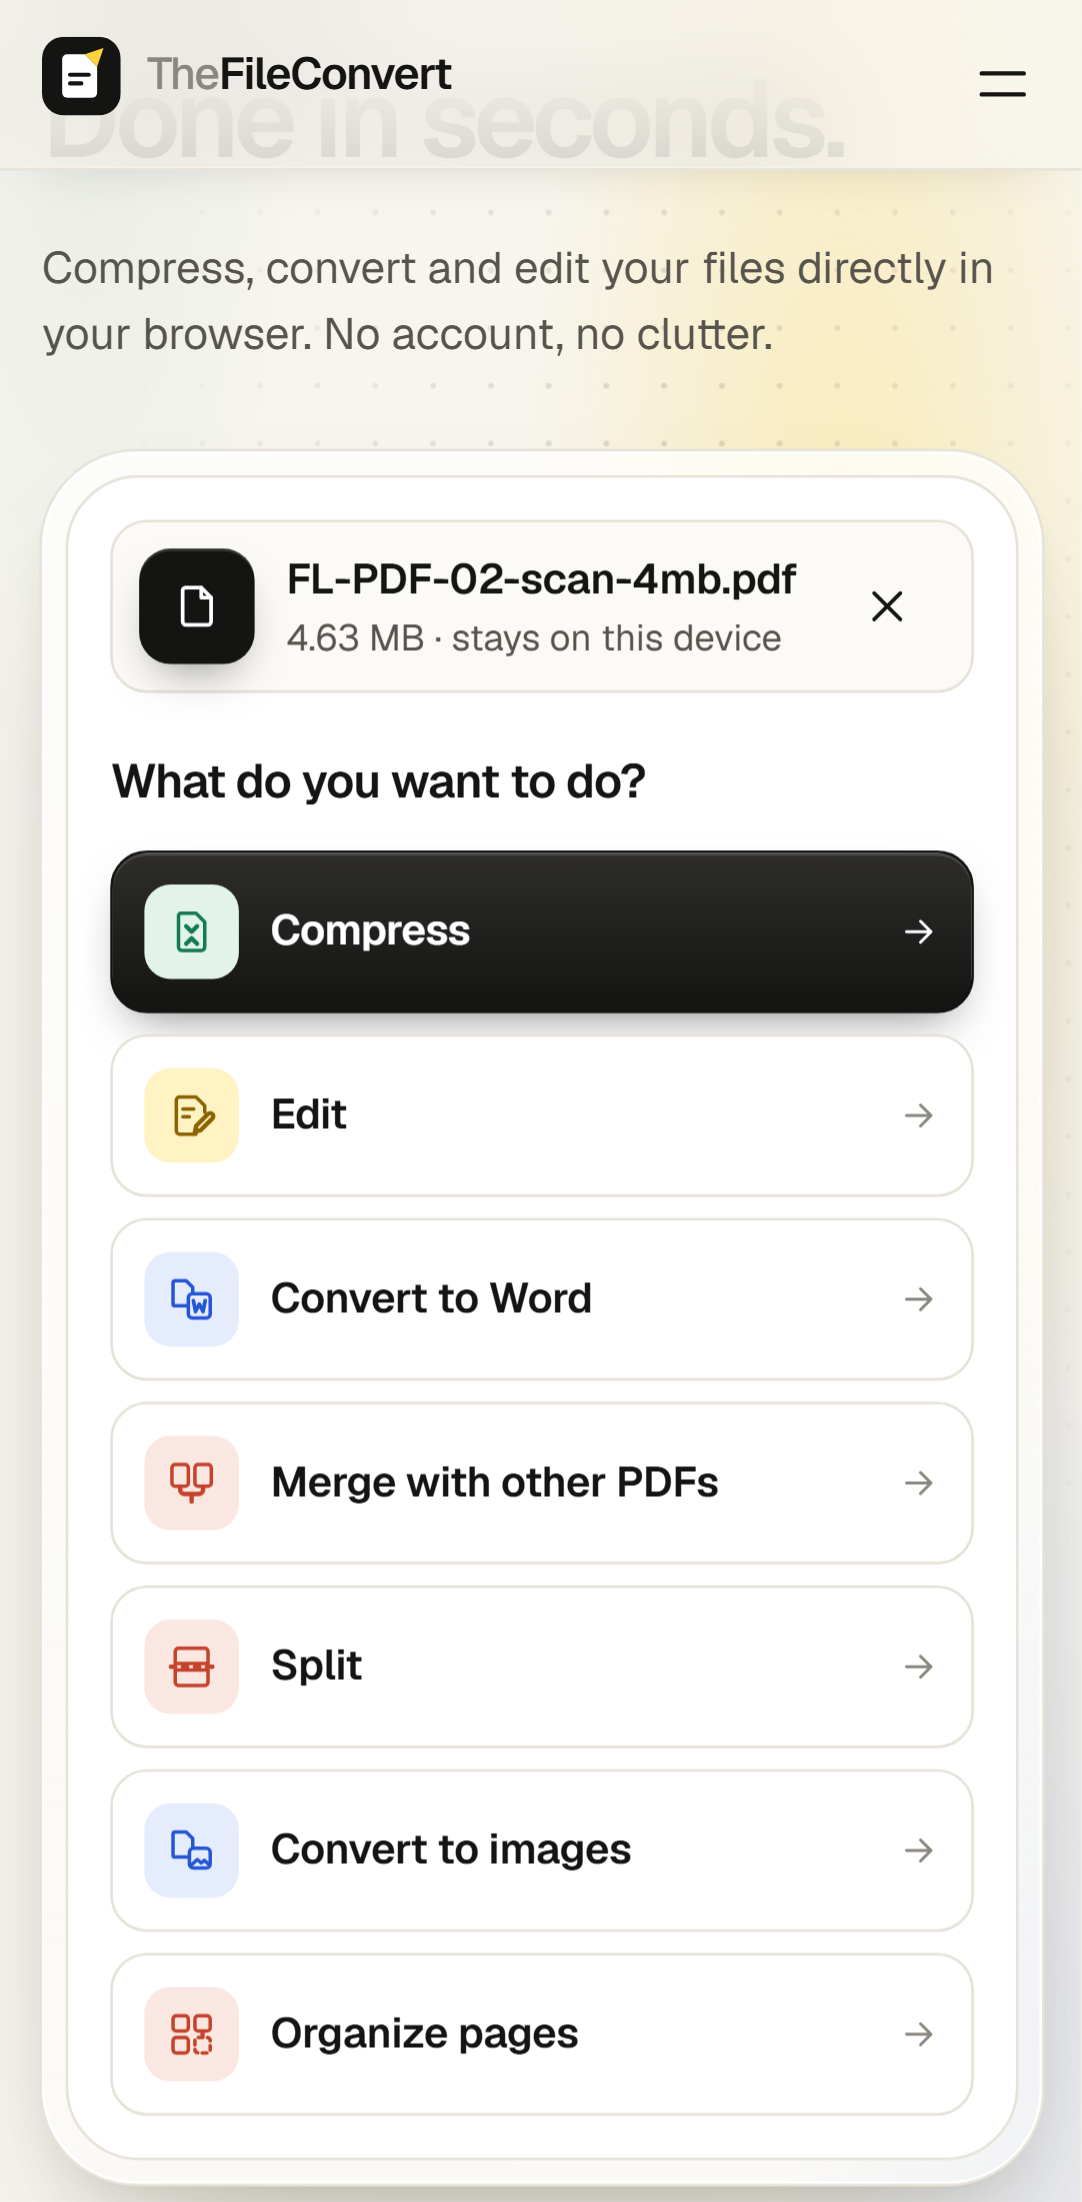 TheFileConvert
Done in seconds.
Compress, convert and edit your files directly in
your browser. No account, no clutter.
FL-PDF-02-scan-4mb.pdf
4.63 MB · stays on this device
What do you want to do?
Compress
Edit
Convert to Word
Merge with other PDFs
Split
Convert to images
Organize pages